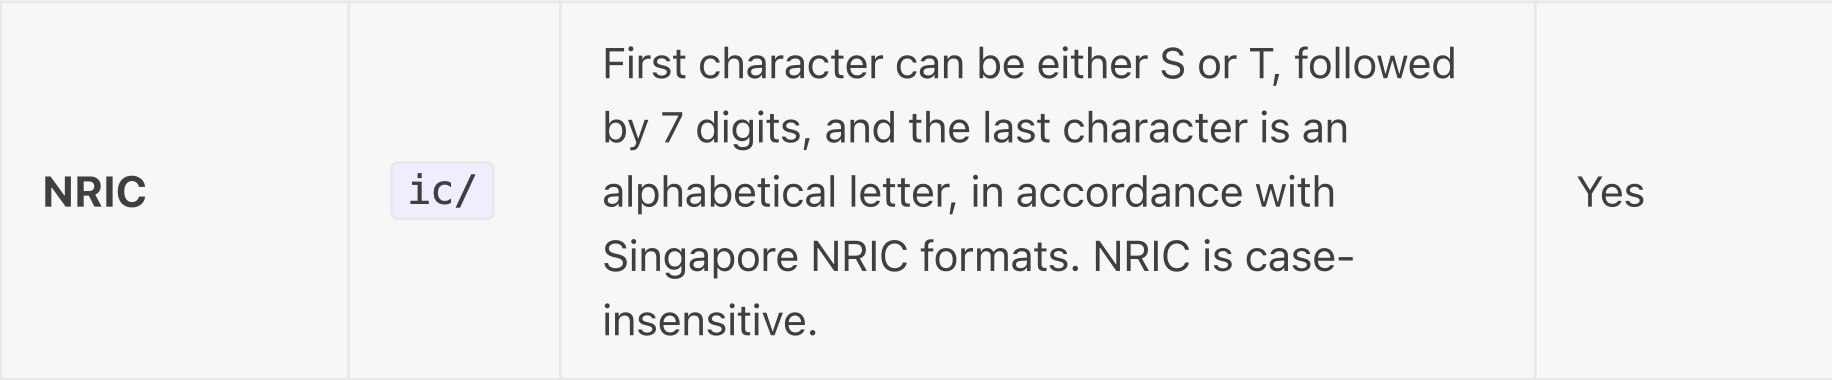 NRIC
ic/
First character can be either S or T, followed
by 7 digits, and the last character is an
alphabetical letter, in accordance with
Singapore NRIC formats. NRIC is case-
insensitive.
Yes